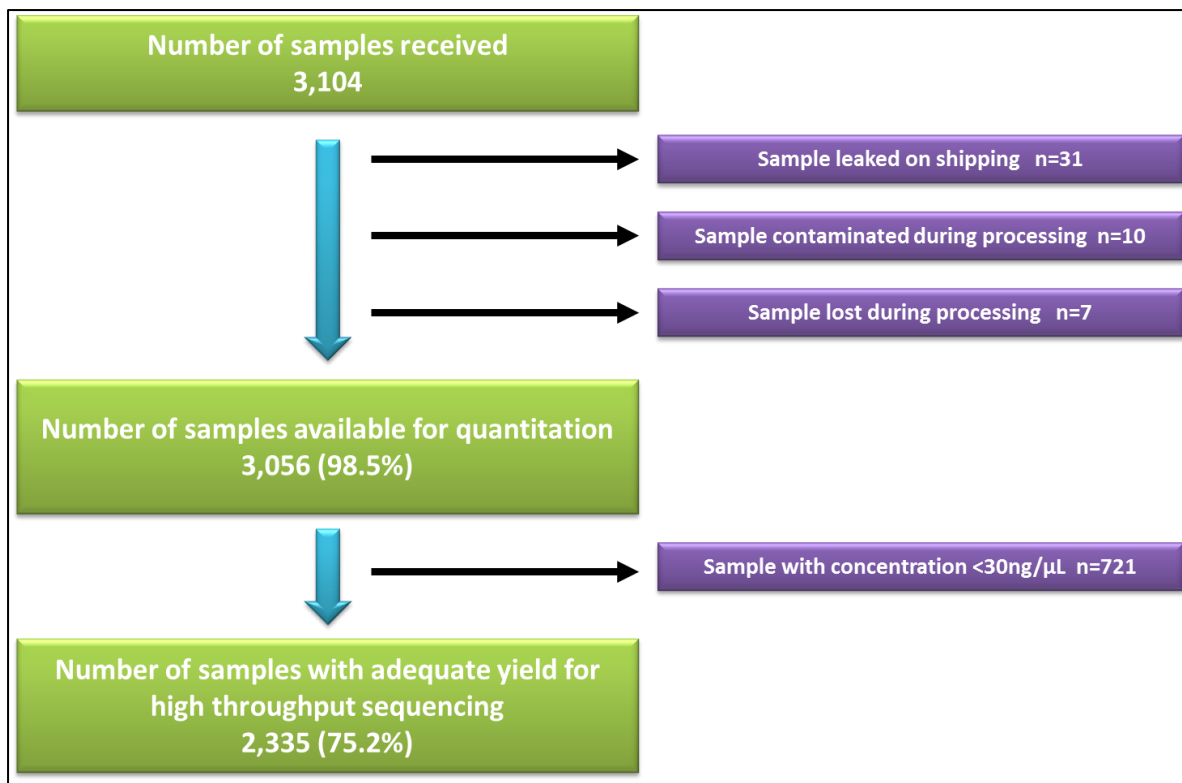 Number of samples received
3,104
Sample leaked on shipping n=31
Sample contaminated during processing n=10
Sample lost during processing n=7
Number of samples available for quantitation
3,056 (98.5%)
Sample with concentration <30ng/µL n=721
Number of samples with adequate yield for
high throughput sequencing
2,335 (75.2%)